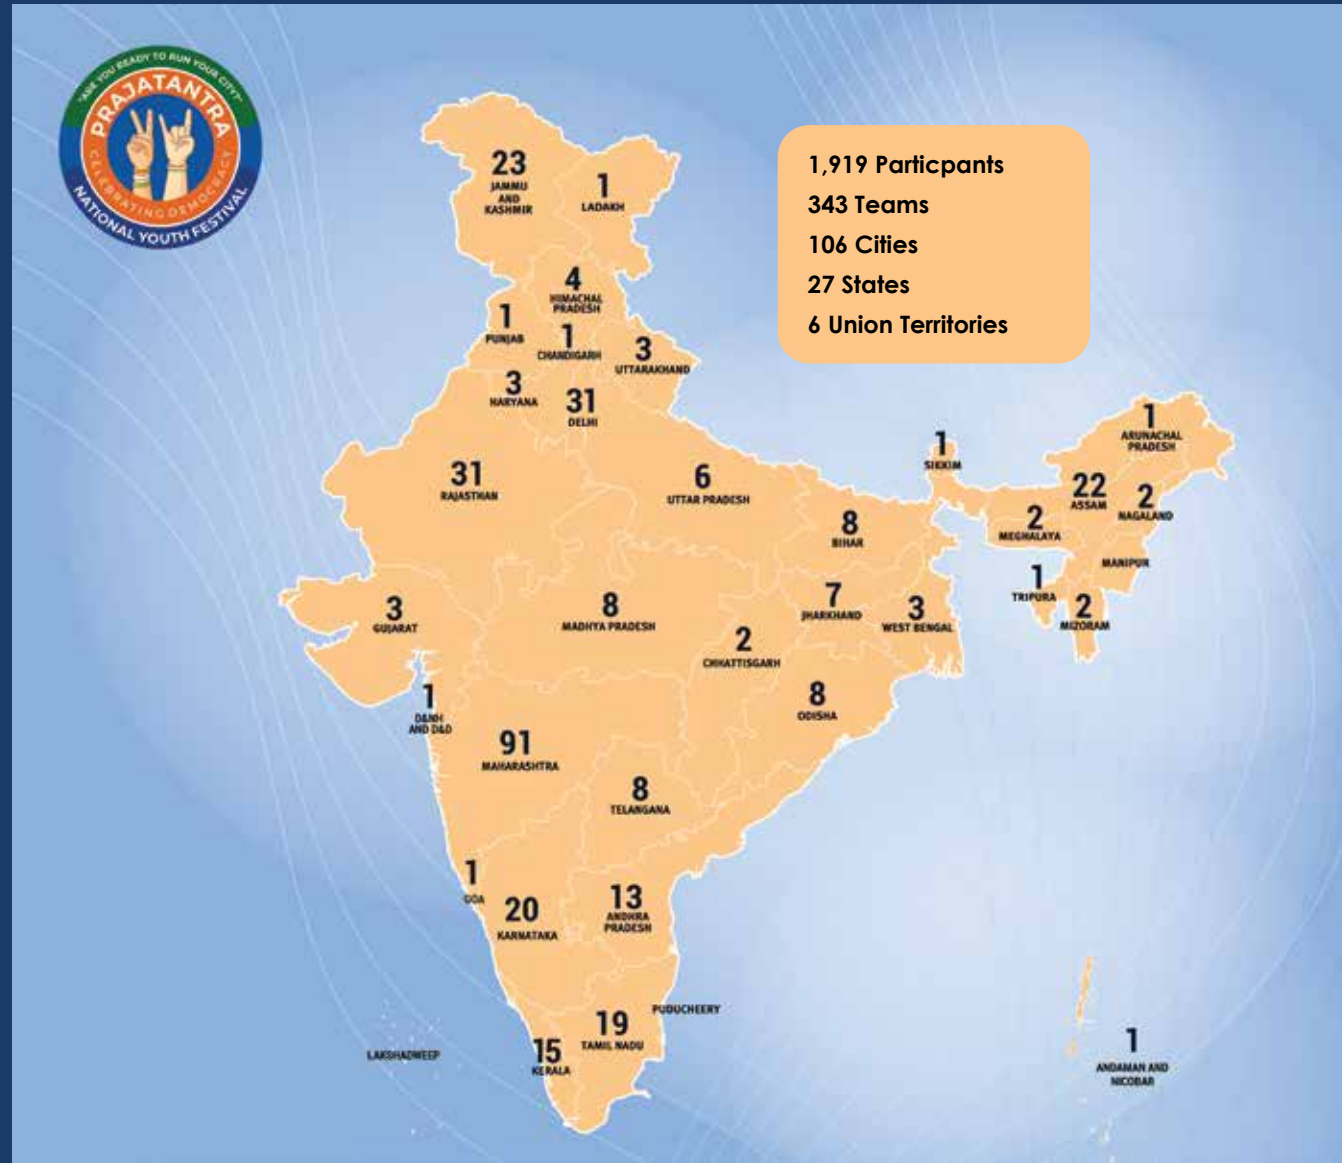 "ARE YOU READY TO RUN YOUR CITY?"
PRAJATANTRA
CELEBRATING DEMOCRACY
NATIONAL YOUTH FESTIVAL
1,919 Particpants
343 Teams
106 Cities
27 States
6 Union Territories
23
JAMMU
AND
KASHMIR
1
LADAKH
4
HIMACHAL
PRADESH
1
PUNJAB
1
CHANDIGARH
3
UTTARAKHAND
3
HARYANA
31
DELHI
31
RAJASTHAN
6
UTTAR PRADESH
8
BIHAR
1
SIKKIM
1
ARUNACHAL
PRADESH
22
ASSAM
2
NAGALAND
2
MEGHALAYA
MANIPUR
1
TRIPURA
2
MIZORAM
3
GUJARAT
8
MADHYA PRADESH
7
JHARKHAND
3
WEST BENGAL
2
CHHATTISGARH
8
ODISHA
1
D&NH
AND D&D
91
MAHARASHTRA
8
TELANGANA
1
GOA
20
KARNATAKA
13
ANDHRA
PRADESH
PUDUCHEERY
19
TAMIL NADU
15
KERALA
LAKSHADWEEP
1
ANDAMAN AND
NICOBAR